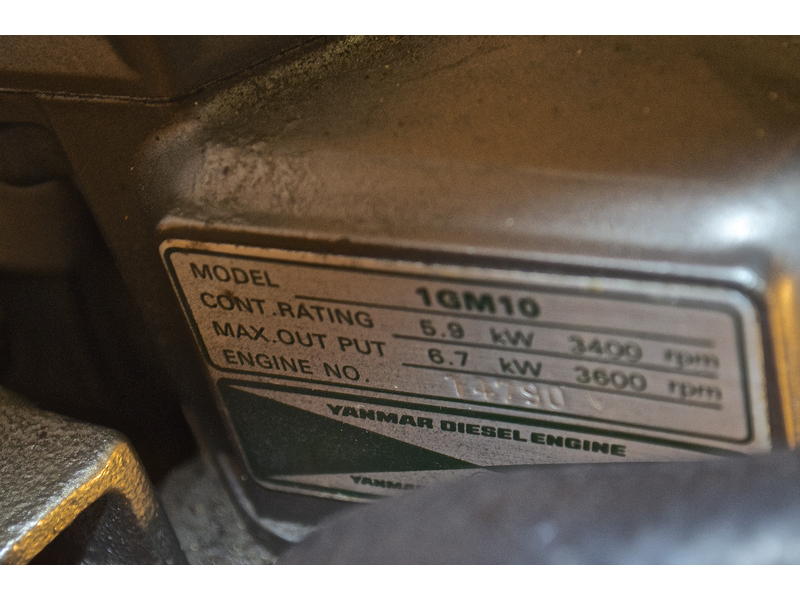 MODEL 1GM10
CONT.RATING 5.9 kW 3400 rpm
MAX.OUT PUT 6.7 kW 3600 rpm
ENGINE NO.
YANMAR DIESEL ENGINE
YANMAR